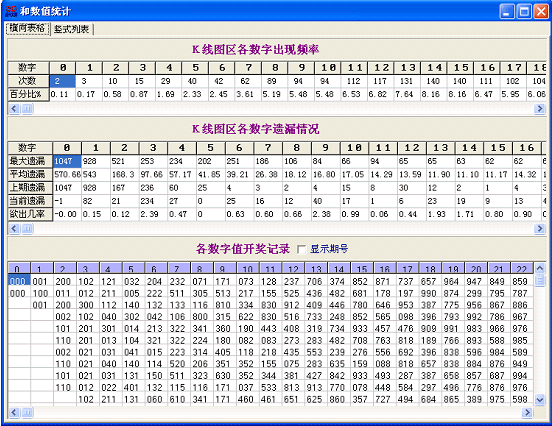 和数值统计
横向表格 竖式列表
K线图区各数字出现频率
数字 0 1 2 3 4 5 6 7 8 9 10 11 12 13 14 15 16 17 18
次数 2 3 10 15 29 40 42 62 89 94 94 112 117 131 140 140 111 102 104
百分比% 0.11 0.17 0.58 0.87 1.69 2.33 2.45 3.61 5.19 5.48 5.48 6.53 6.82 7.64 8.16 8.16 6.47 5.95 6.06
K线图区各数字遗漏情况
数字 0 1 2 3 4 5 6 7 8 9 10 11 12 13 14 15 16 17 18
最大遗漏 1047 928 521 253 234 202 251 186 106 84 66 94 65 65 54 62 62 57 88
平均遗漏 570.66 543 168.3 97.66 57.17 41.85 39.21 26.38 18.12 16.80 17.05 14.29 13.59 11.90 11.10 11.17 14.32
上期遗漏 1047 928 167 236 60 25 4 3 2 4 15 8 30 12 2 1 4
当前遗漏 -1 82 21 234 27 0 25 16 12 40 17 1 6 23 19 9 13 4
欲出几率 -0.00 0.15 0.12 2.39 0.47 0 0.63 0.60 0.66 2.38 0.99 0.06 0.44 1.93 1.71 0.80 0.90
各数字值开奖记录 显示期号
0 1 2 3 4 5 6 7 8 9 10 11 12 13 14 15 16 17 18 19 20 21 22
000 001 200 102 121 032 204 232 071 171 073 128 237 706 374 852 871 737 657 964 947 849 859
000 100 011 012 211 005 222 511 305 513 217 155 525 436 482 681 178 197 990 874 299 795 787
001 200 300 112 140 132 133 116 810 334 830 912 409 446 780 646 953 387 775 956 867 886
002 102 040 302 042 106 800 315 622 830 516 733 248 852 565 098 396 793 992 786 967
101 201 301 014 213 322 341 360 190 443 408 319 734 933 457 476 909 991 983 966 976
110 201 013 104 321 322 224 180 082 083 273 283 482 708 763 818 189 766 893 588 985
002 021 031 041 015 223 314 405 118 218 435 553 239 276 556 692 396 838 596 984 589
110 021 040 140 114 520 206 351 352 155 075 283 635 159 088 818 657 838 884 876 949
101 021 031 131 150 511 323 630 352 344 381 427 842 933 493 287 387 658 857 687 994
110 012 022 401 132 115 116 171 037 533 813 913 770 078 448 584 297 496 776 876 976
102 211 131 060 610 341 171 460 461 651 625 860 357 727 494 684 865 389 975 598